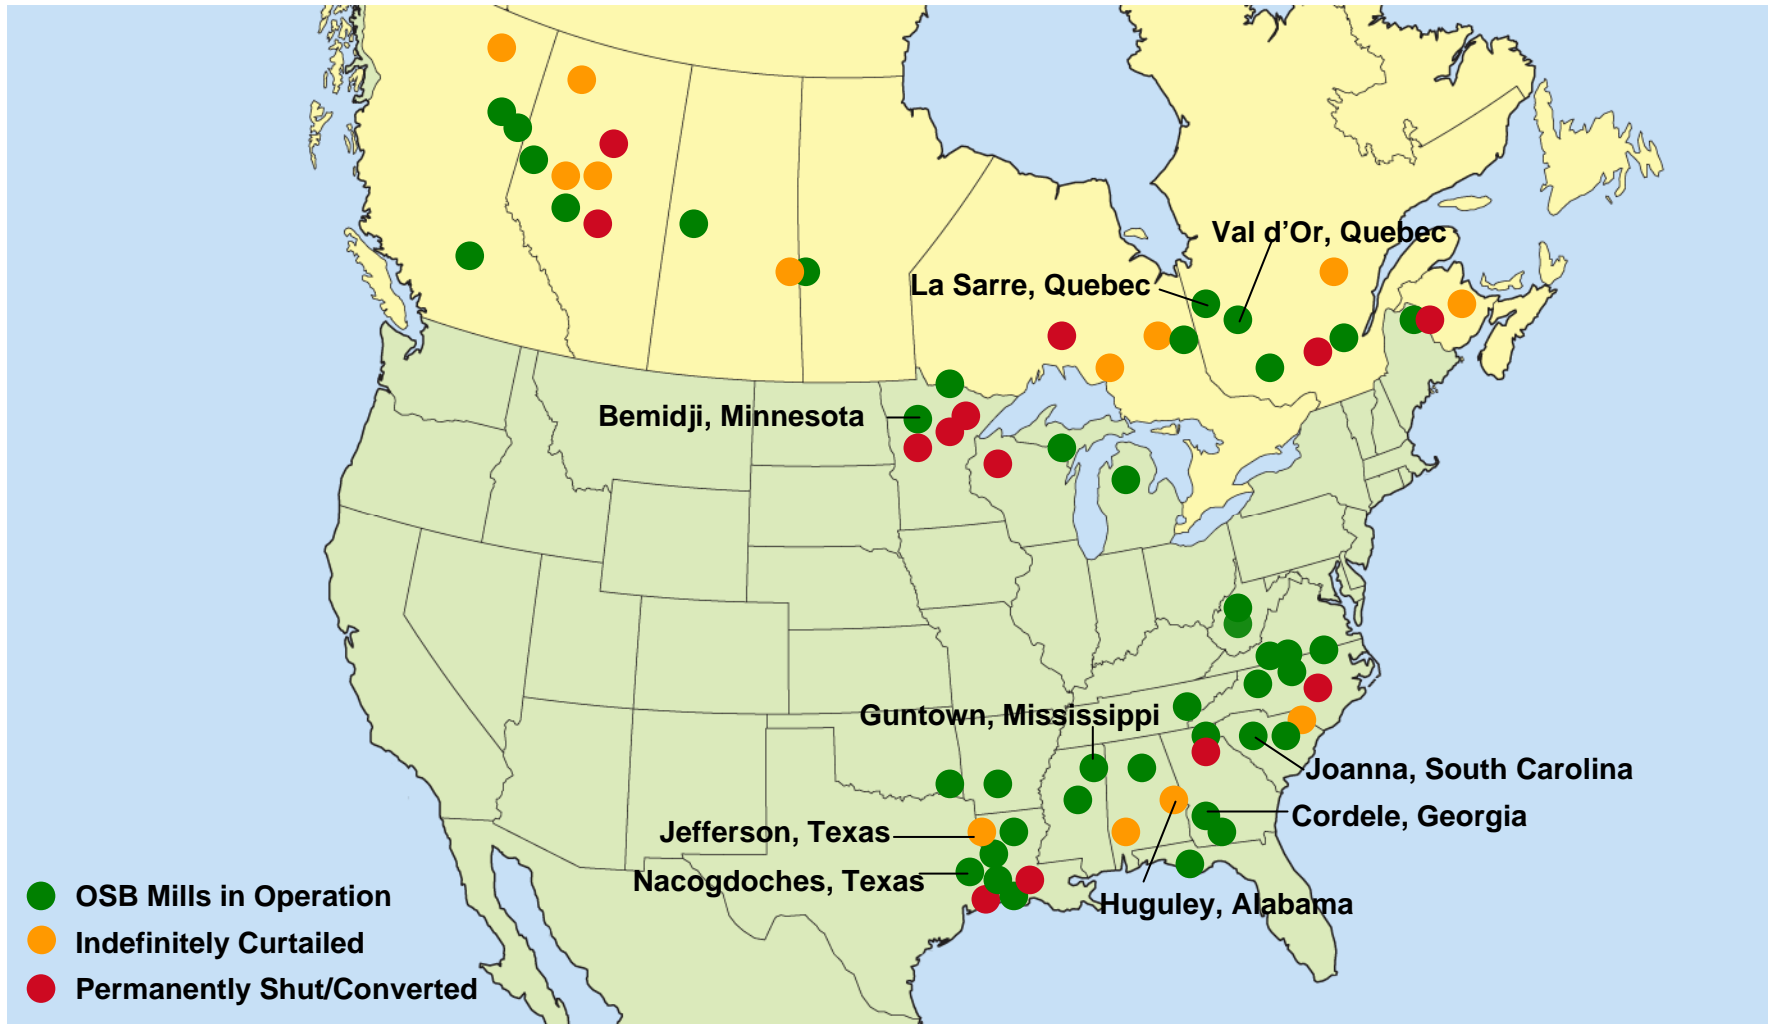 Val d’Or, Quebec
La Sarre, Quebec
Bemidji, Minnesota
Guntown, Mississippi
Joanna, South Carolina
Cordele, Georgia
Jefferson, Texas
Nacogdoches, Texas
Huguley, Alabama
OSB Mills in Operation
Indefinitely Curtailed
Permanently Shut/Converted